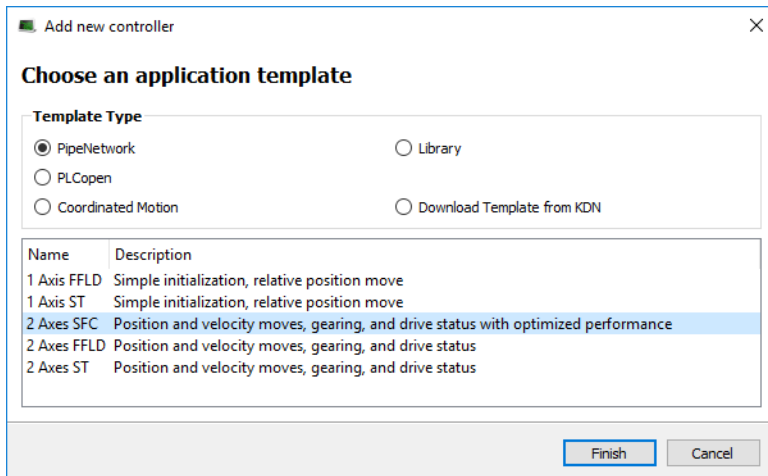 Add new controller
Choose an application template
Template Type
PipeNetwork
Library
PLCopen
Coordinated Motion
Download Template from KDN
Name Description
1 Axis FFLD Simple initialization, relative position move
1 Axis ST Simple initialization, relative position move
2 Axes SFC Position and velocity moves, gearing, and drive status with optimized performance
2 Axes FFLD Position and velocity moves, gearing, and drive status
2 Axes ST Position and velocity moves, gearing, and drive status
Finish Cancel